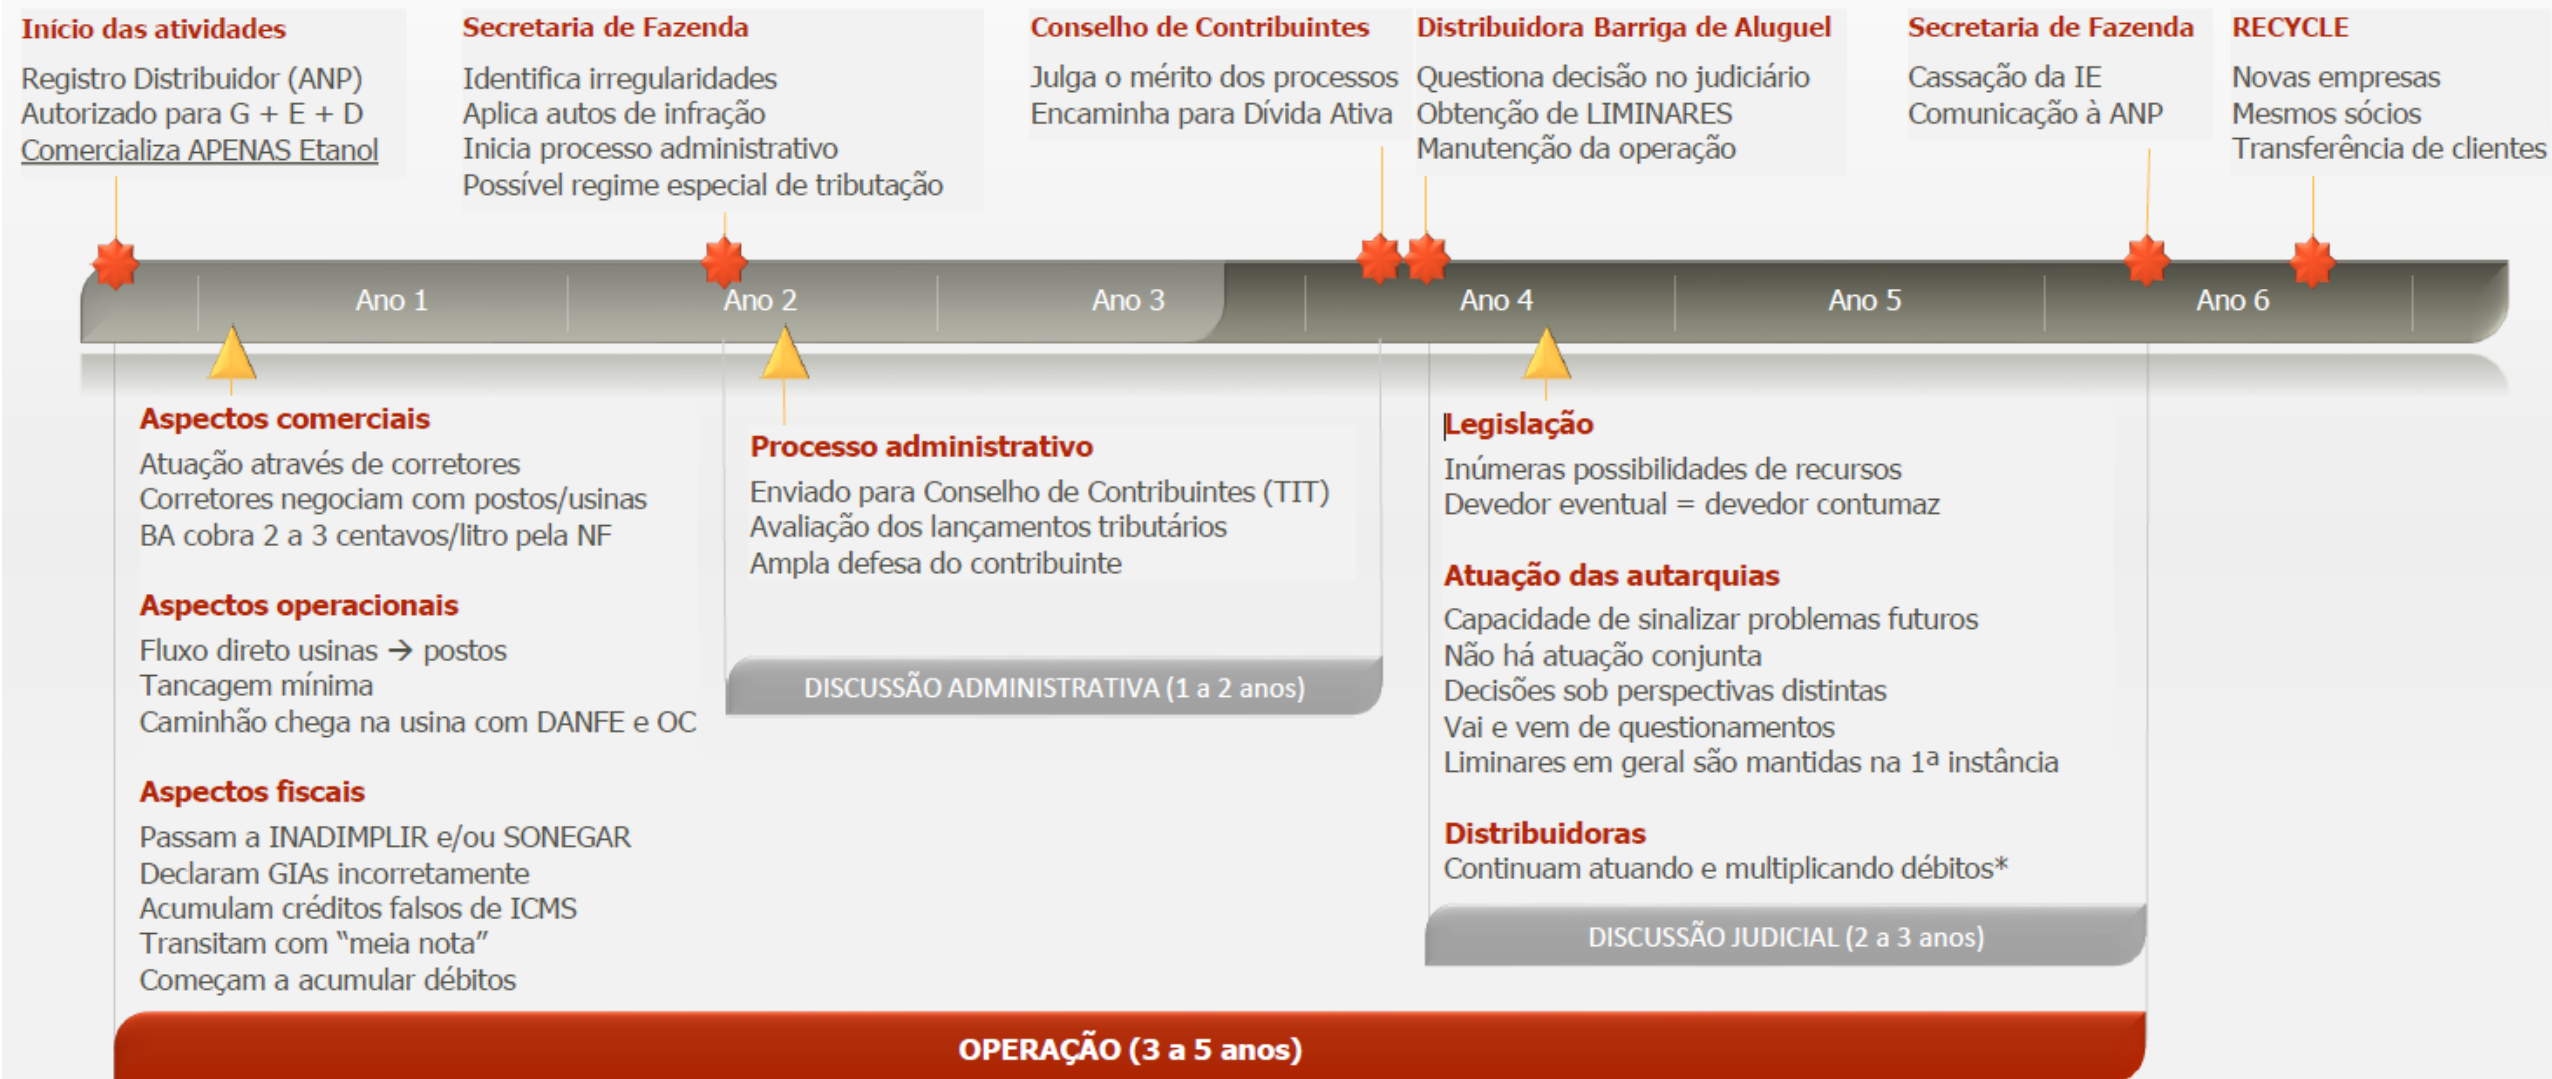 Início das atividades
Registro Distribuidor (ANP)
Autorizado para G + E + D
Comercializa APENAS Etanol
Secretaria de Fazenda
Identifica irregularidades
Aplica autos de infração
Inicia processo administrativo
Possível regime especial de tributação
Conselho de Contribuintes
Julga o mérito dos processos
Encaminha para Dívida Ativa
Distribuidora Barriga de Aluguel
Questiona decisão no judiciário
Obtenção de LIMINARES
Manutenção da operação
Secretaria de Fazenda
Cassação da IE
Comunicação à ANP
RECYCLE
Novas empresas
Mesmos sócios
Transferência de clientes
Ano 1
Ano 2
Ano 3
Ano 4
Ano 5
Ano 6
Aspectos comerciais
Atuação através de corretores
Corretores negociam com postos/usinas
BA cobra 2 a 3 centavos/litro pela NF
Aspectos operacionais
Fluxo direto usinas → postos
Tancagem mínima
Caminhão chega na usina com DANFE e OC
Aspectos fiscais
Passam a INADIMPLIR e/ou SONEGAR
Declaram GIAs incorretamente
Acumulam créditos falsos de ICMS
Transitam com “meia nota”
Começam a acumular débitos
Processo administrativo
Enviado para Conselho de Contribuintes (TIT)
Avaliação dos lançamentos tributários
Ampla defesa do contribuinte
DISCUSSÃO ADMINISTRATIVA (1 a 2 anos)
Legislação
Inúmeras possibilidades de recursos
Devedor eventual = devedor contumaz
Atuação das autarquias
Capacidade de sinalizar problemas futuros
Não há atuação conjunta
Decisões sob perspectivas distintas
Vai e vem de questionamentos
Liminares em geral são mantidas na 1ª instância
Distribuidoras
Continuam atuando e multiplicando débitos*
DISCUSSÃO JUDICIAL (2 a 3 anos)
OPERAÇÃO (3 a 5 anos)